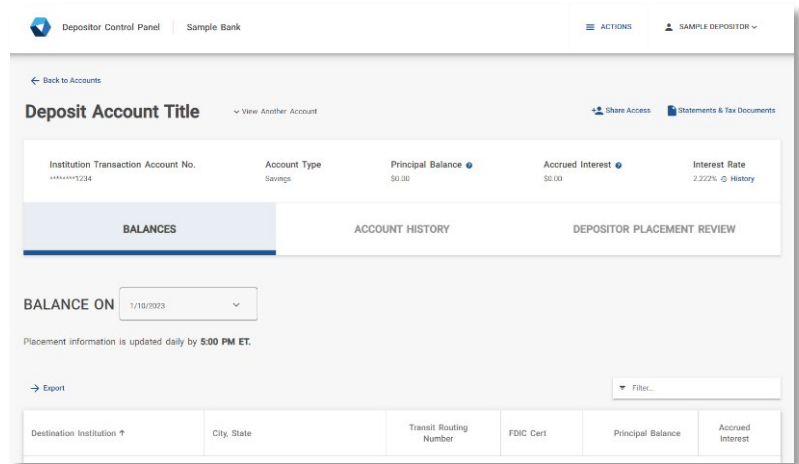 Depositor Control Panel Sample Bank ACTIONS SAMPLE DEPOSITOR
Back to Accounts
Deposit Account Title View Another Account Share Access Statements & Tax Documents
Institution Transaction Account No. Account Type Principal Balance Accrued Interest Interest Rate
********1234 Savings $0.00 $0.00 2.222% History
BALANCES ACCOUNT HISTORY DEPOSITOR PLACEMENT REVIEW
BALANCE ON 1/10/2023
Placement information is updated daily by 5:00 PM ET.
Export Filter...
Destination Institution ↑ City, State Transit Routing Number FDIC Cert Principal Balance Accrued Interest